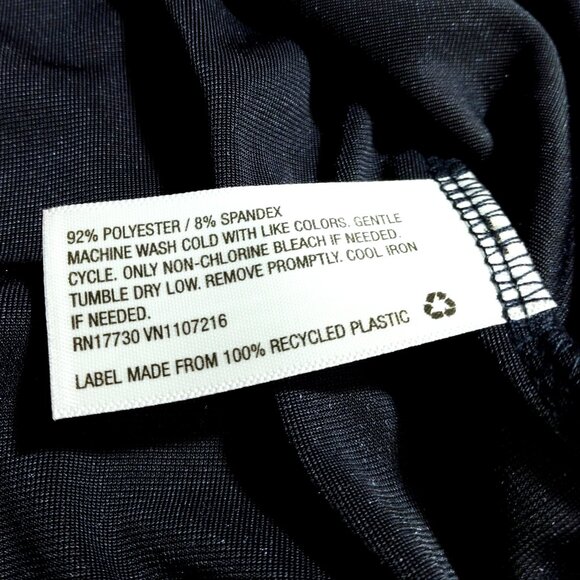 92% POLYESTER / 8% SPANDEX
MACHINE WASH COLD WITH LIKE COLORS. GENTLE
CYCLE. ONLY NON-CHLORINE BLEACH IF NEEDED.
TUMBLE DRY LOW. REMOVE PROMPTLY. COOL IRON
IF NEEDED.
RN17730 VN1107216
LABEL MADE FROM 100% RECYCLED PLASTIC